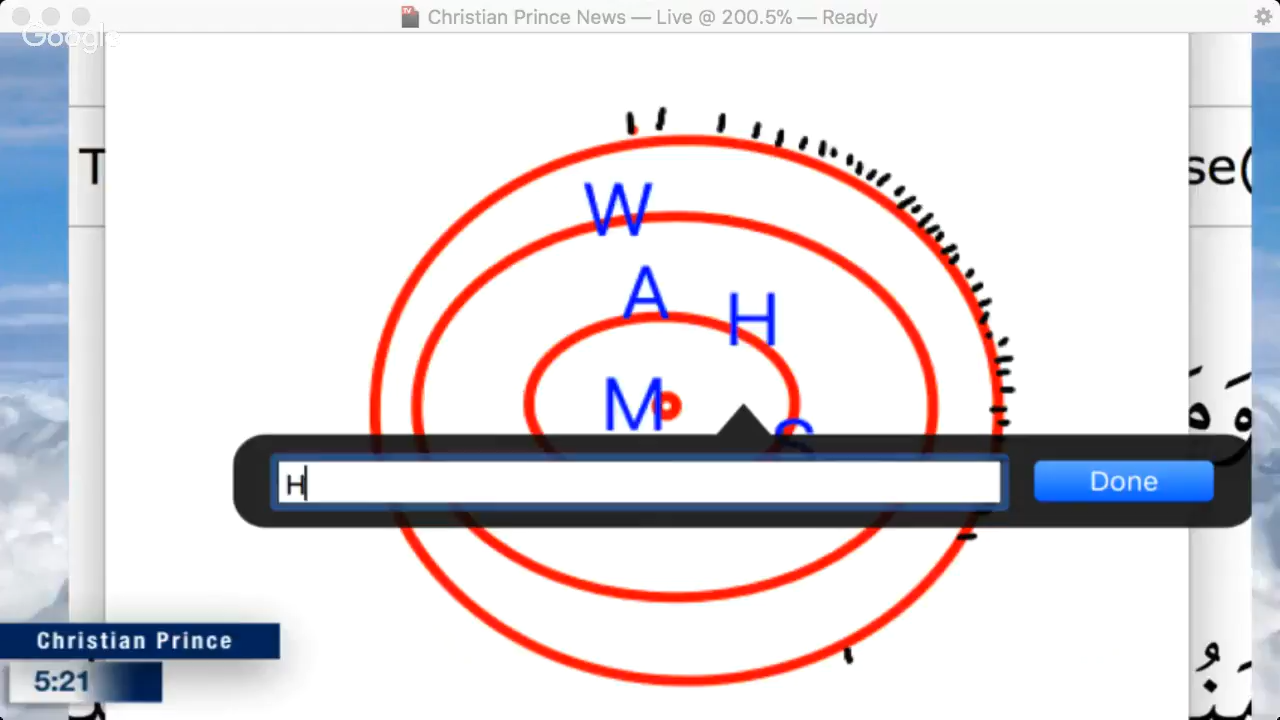 Christian Prince News — Live @ 200.5% — Ready
Google
T
se(
W
A
H
M
S
H
Done
Christian Prince
5:21